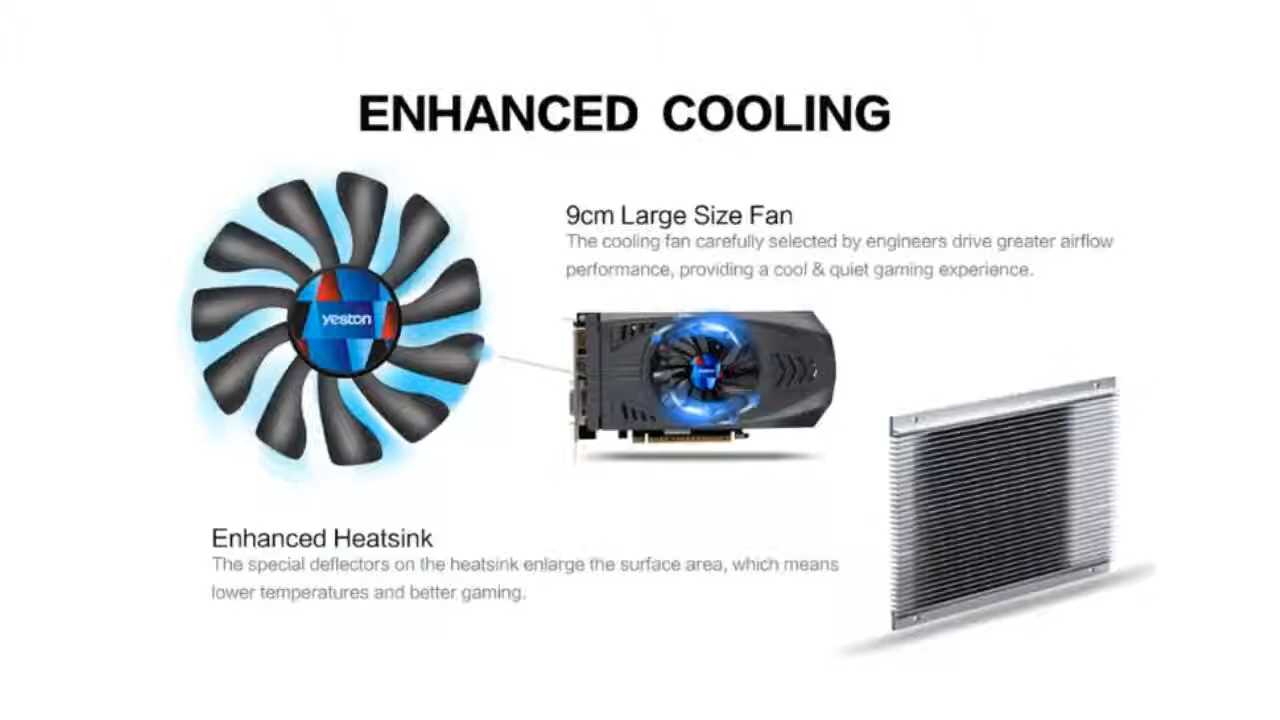 ENHANCED COOLING
9cm Large Size Fan
The cooling fan carefully selected by engineers drive greater airflow
performance, providing a cool & quiet gaming experience.
yeston
yeston
Enhanced Heatsink
The special deflectors on the heatsink enlarge the surface area, which means
lower temperatures and better gaming.